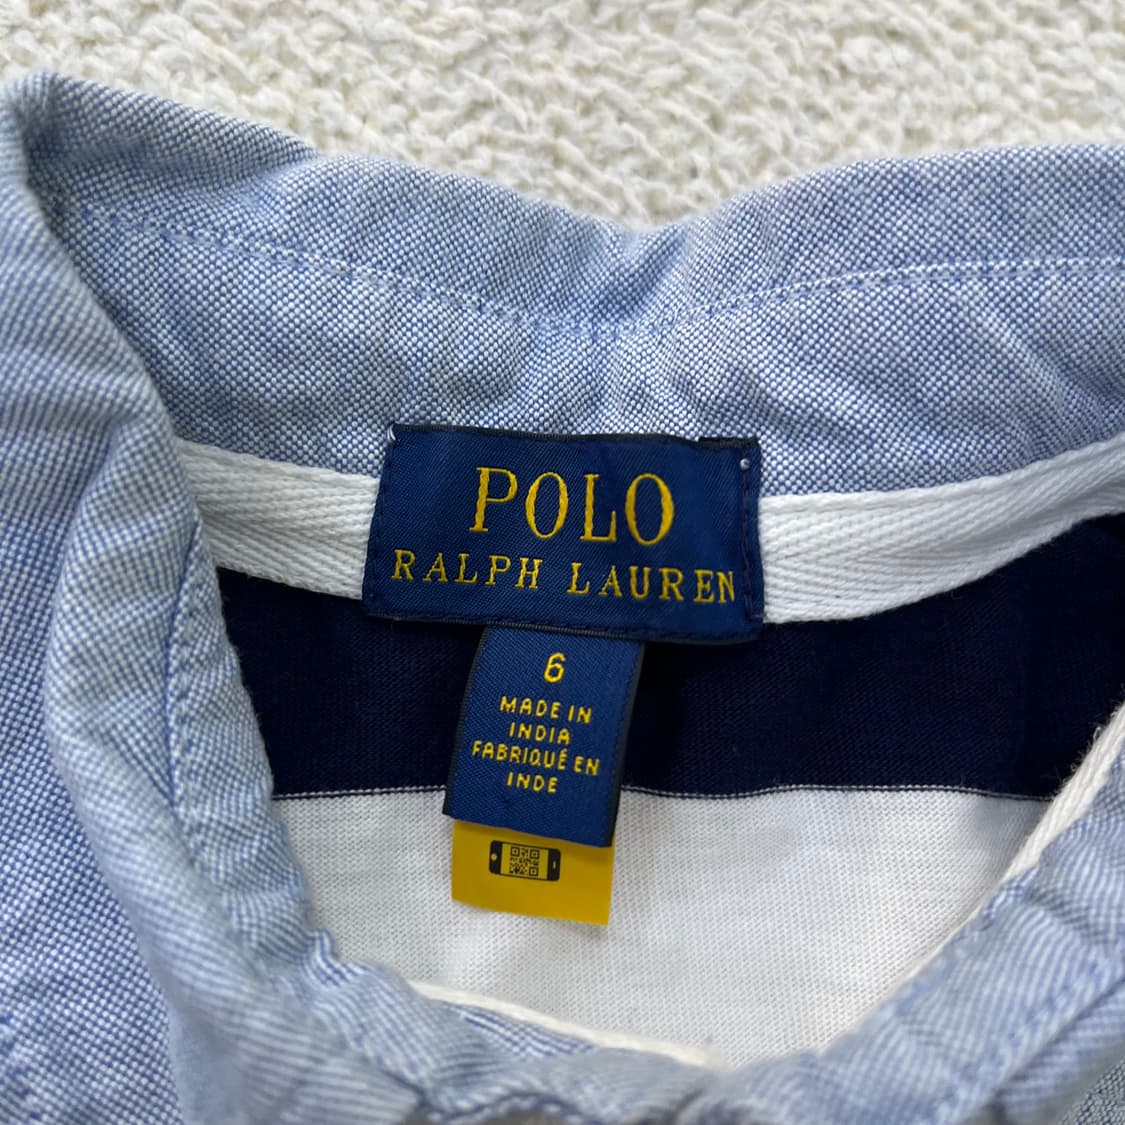 POLO
RALPH LAUREN
6
MADE IN
INDIA
FABRIQUÉ EN
INDE